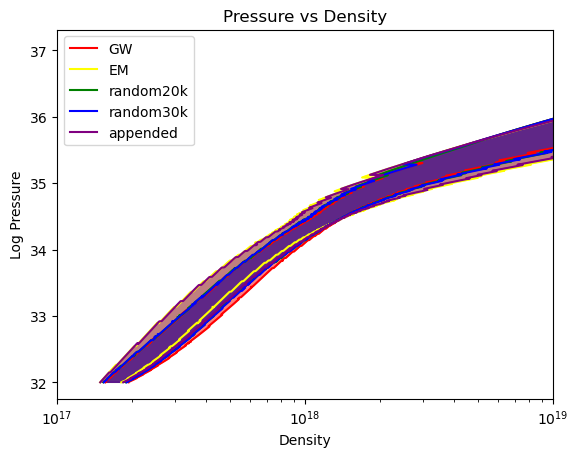 Pressure vs Density
GW
EM
random20k
random30k
appended
Log Pressure
37
36
35
34
33
32
10^17
10^18
10^19
Density